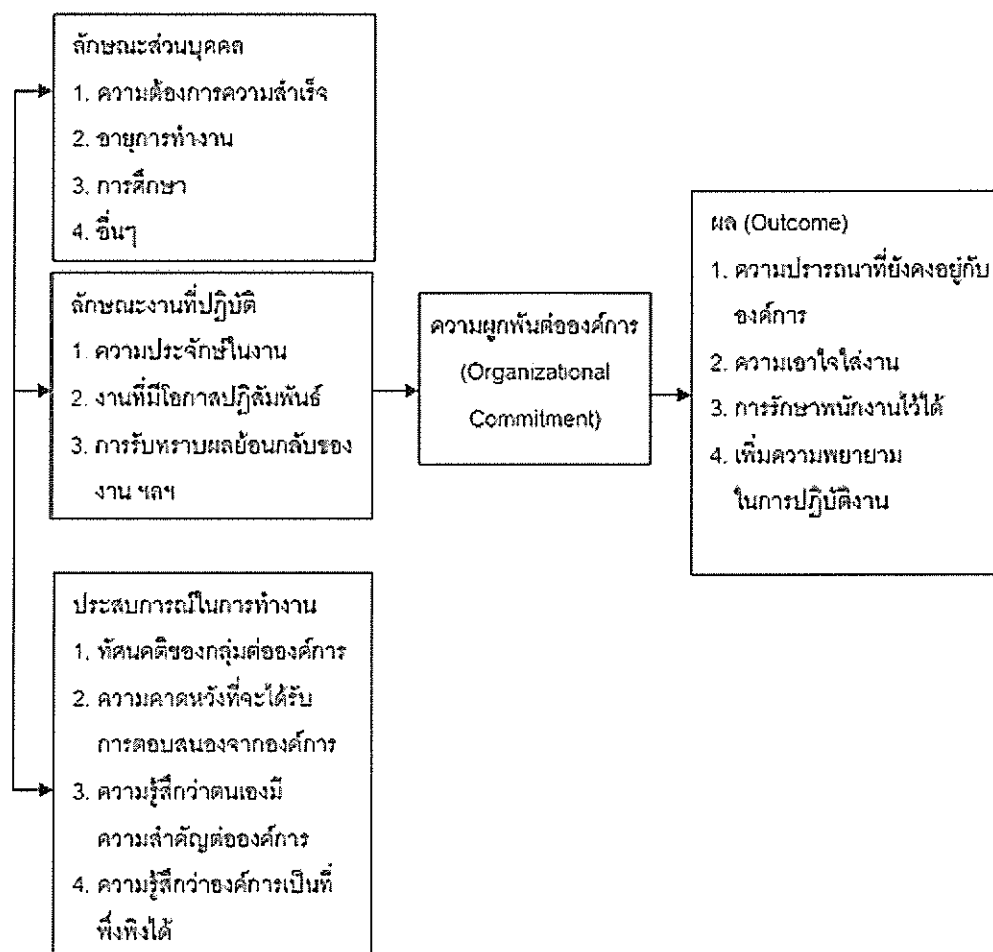 ลักษณะส่วนบุคคล
1. ความต้องการความสำเร็จ
2. อายุการทำงาน
3. การศึกษา
4. อื่นๆ
ลักษณะงานที่ปฏิบัติ
1. ความประจักษ์ในงาน
2. งานที่มีโอกาสปฏิสัมพันธ์
3. การรับทราบผลย้อนกลับของ
งาน ฯลฯ
ประสบการณ์ในการทำงาน
1. ทัศนคติของกลุ่มต่อองค์การ
2. ความคาดหวังที่จะได้รับ
การตอบสนองจากองค์การ
3. ความรู้สึกว่าตนเองมี
ความสำคัญต่อองค์การ
4. ความรู้สึกว่าองค์การเป็นที่
พึ่งพิงได้
ความผูกพันต่อองค์การ
(Organizational
Commitment)
ผล (Outcome)
1. ความปรารถนาที่ยังคงอยู่กับ
องค์การ
2. ความเอาใจใส่งาน
3. การรักษาพนักงานไว้ได้
4. เพิ่มความพยายาม
ในการปฏิบัติงาน